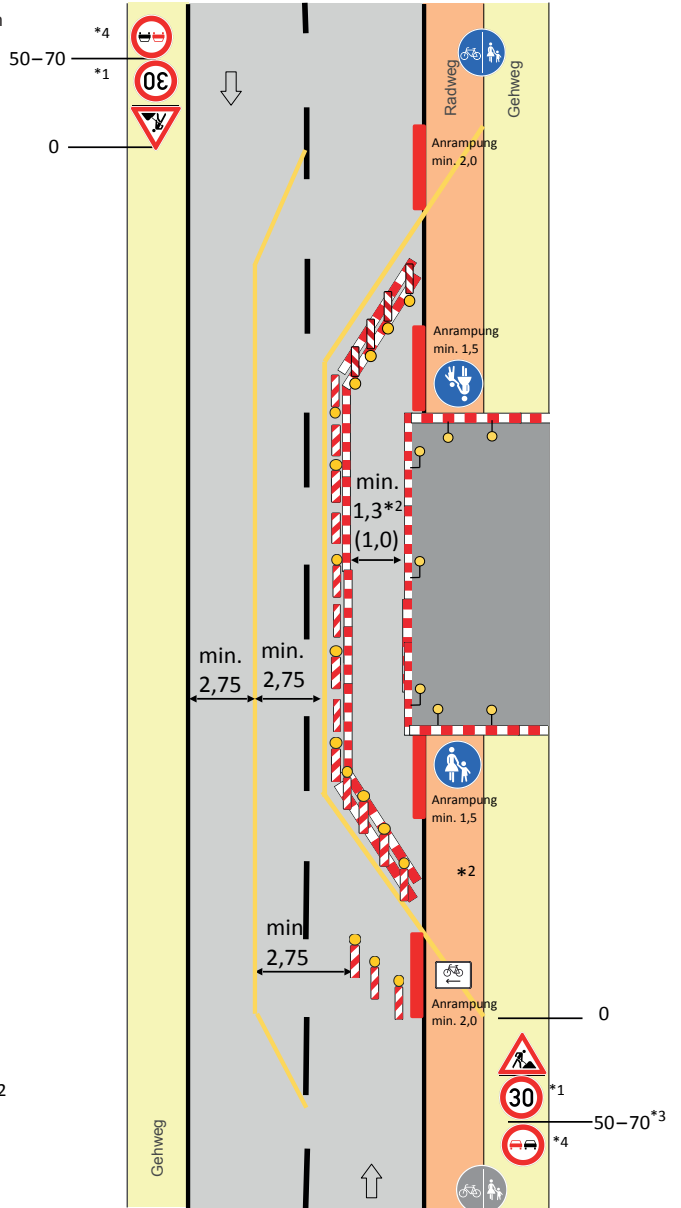 n
*4
50–70
*1
30
0
Radweg
Gehweg
Anrampung
min. 2,0
Anrampung
min. 1,5
min.
1,3*2
(1,0)
min.
2,75
min.
2,75
Anrampung
min. 1,5
*2
min
2,75
Anrampung
min. 2,0
0
30
*1
50–70*3
*4
2
Gehweg